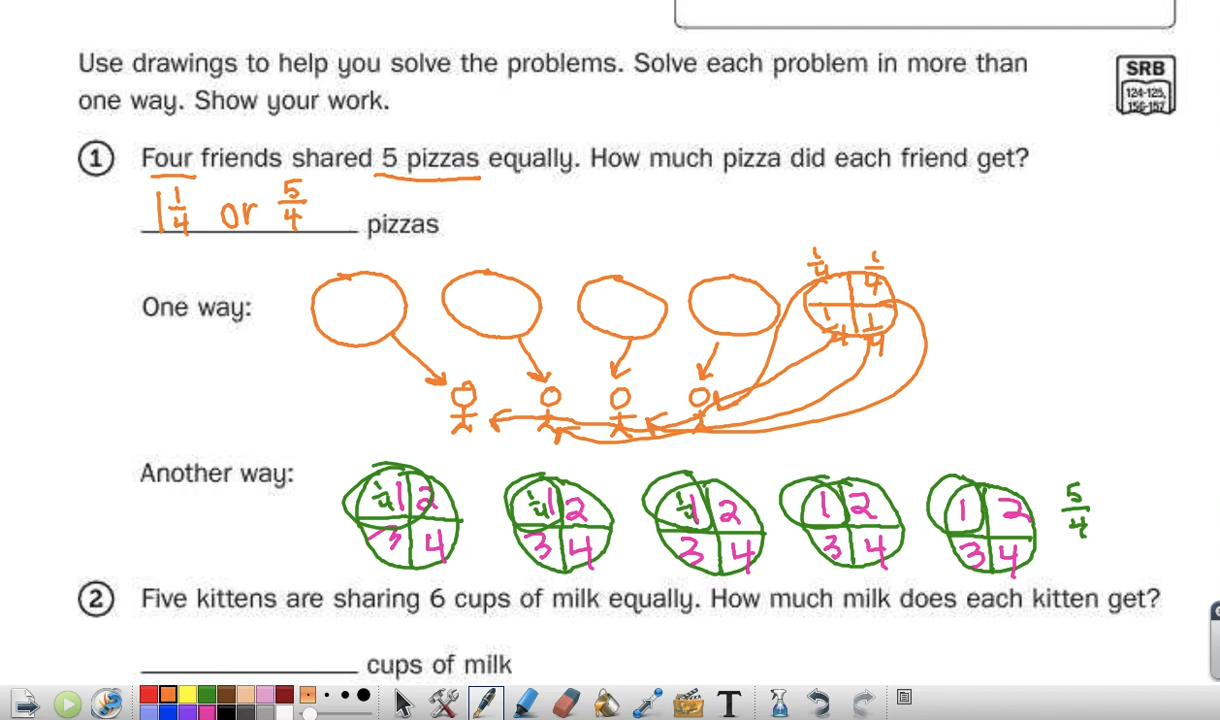 Use drawings to help you solve the problems. Solve each problem in more than
one way. Show your work.
SRB
124-125,
156-157
1 Four friends shared 5 pizzas equally. How much pizza did each friend get?
1 1/4 or 5/4 pizzas
1/4 1/4
One way:
1/4 1/4
Another way:
1/4 1 2 1/4 1 2 1/4 1 2 1 2 1 2 5/4
3 4 3 4 3 4 3 4 3 4
2 Five kittens are sharing 6 cups of milk equally. How much milk does each kitten get?
cups of milk
T